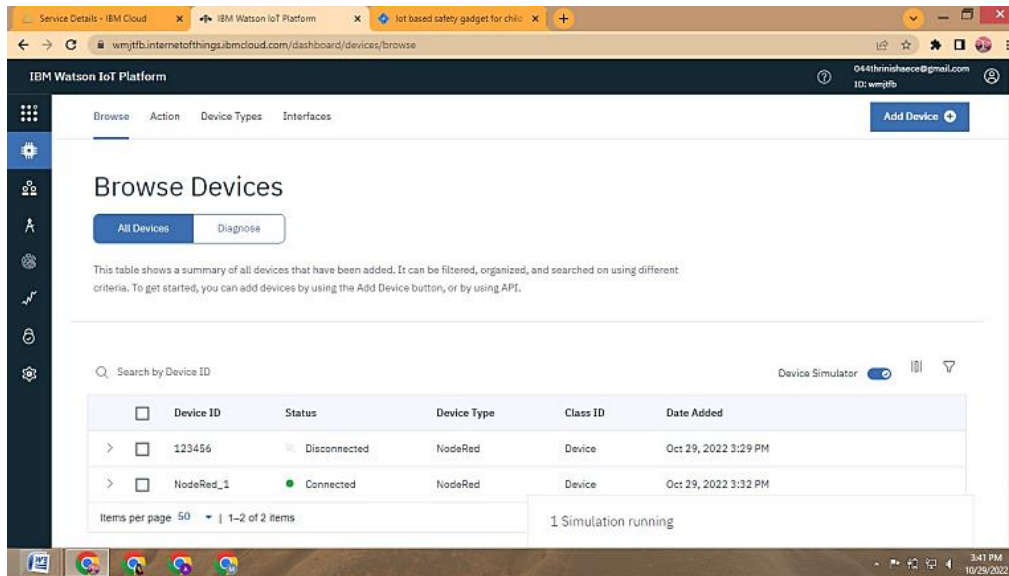 Service Details - IBM Cloud
IBM Watson IoT Platform
Iot based safety gadget for child
wmjtfb.internetofthings.ibmcloud.com/dashboard/devices/browse
IBM Watson IoT Platform
044thrinishaece@gmail.com
ID: wmjtfb
Browse Action Device Types Interfaces
Add Device
Browse Devices
All Devices Diagnose
This table shows a summary of all devices that have been added. It can be filtered, organized, and searched on using different
criteria. To get started, you can add devices by using the Add Device button, or by using API.
Search by Device ID
Device Simulator
Device ID Status Device Type Class ID Date Added
123456 Disconnected NodeRed Device Oct 29, 2022 3:29 PM
NodeRed_1 Connected NodeRed Device Oct 29, 2022 3:32 PM
Items per page 50 | 1–2 of 2 items
1 Simulation running
3:41 PM
10/29/2022